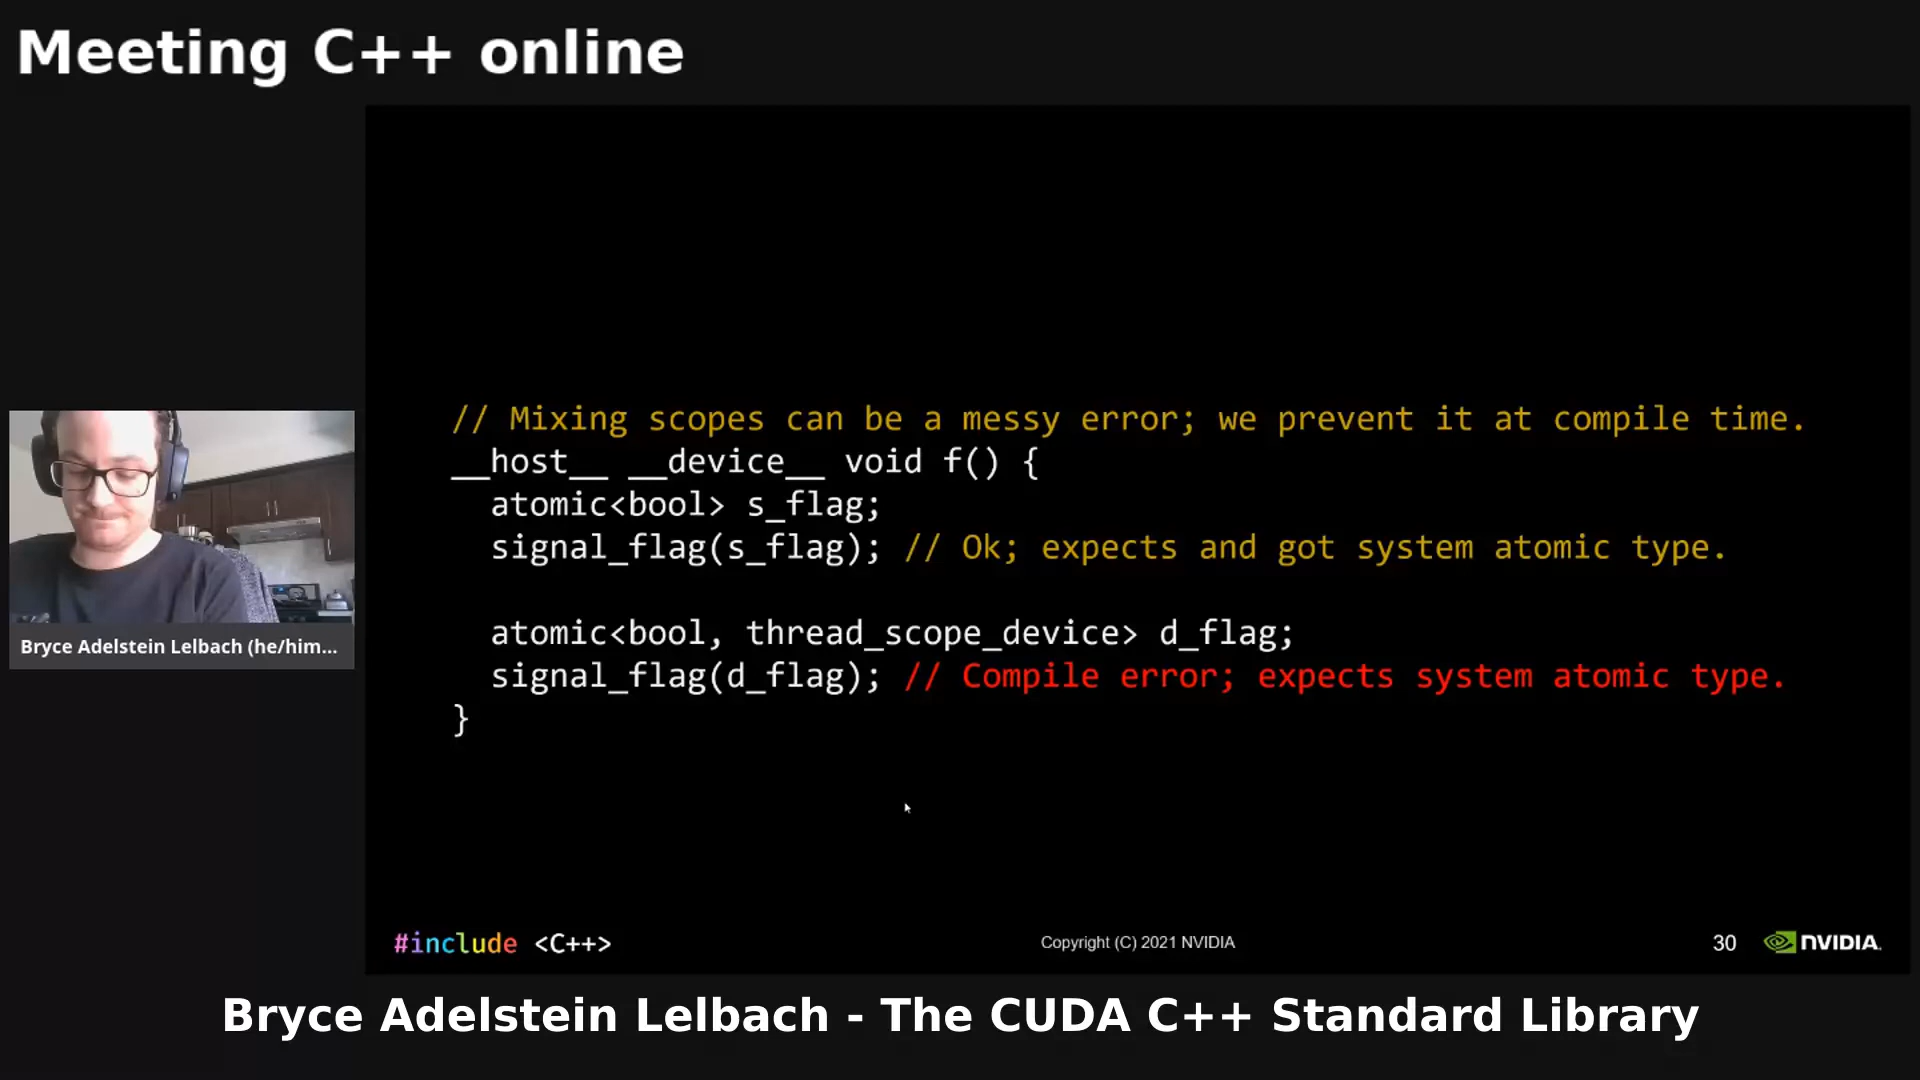 Meeting C++ online
// Mixing scopes can be a messy error; we prevent it at compile time.
__host__ __device__ void f() {
  atomic<bool> s_flag;
  signal_flag(s_flag); // Ok; expects and got system atomic type.
  atomic<bool, thread_scope_device> d_flag;
  signal_flag(d_flag); // Compile error; expects system atomic type.
}
Bryce Adelstein Lelbach (he/him...
#include <C++>
Copyright (C) 2021 NVIDIA
30
NVIDIA.
Bryce Adelstein Lelbach - The CUDA C++ Standard Library